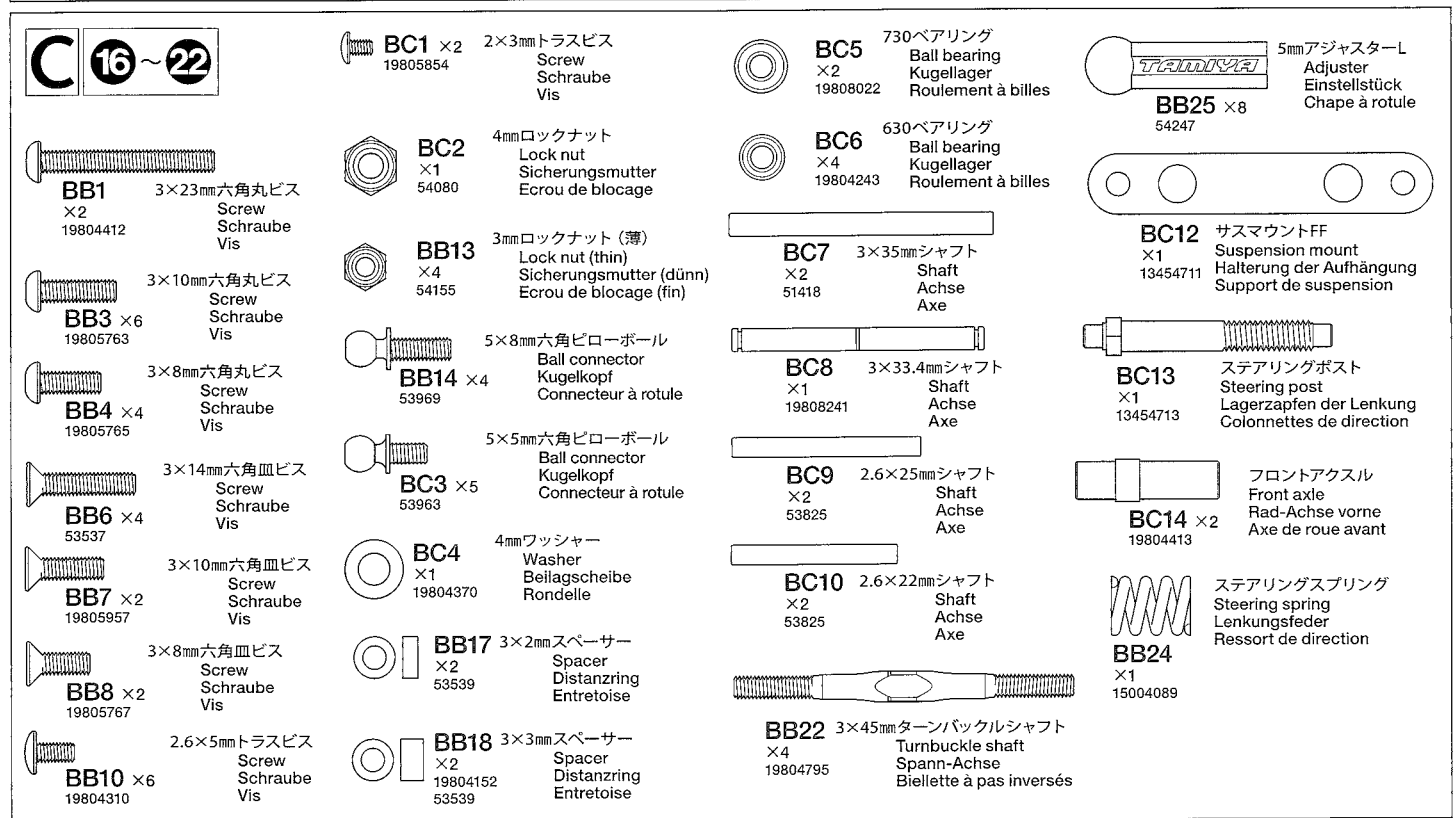 C 16～22
BB1
×2
19804412
3×23㎜六角丸ビス
Screw
Schraube
Vis
BB3 ×6
19805763
3×10㎜六角丸ビス
Screw
Schraube
Vis
BB4 ×4
19805765
3×8㎜六角丸ビス
Screw
Schraube
Vis
BB6 ×4
53537
3×14㎜六角皿ビス
Screw
Schraube
Vis
BB7 ×2
19805957
3×10㎜六角皿ビス
Screw
Schraube
Vis
BB8 ×2
19805767
3×8㎜六角皿ビス
Screw
Schraube
Vis
BB10 ×6
19804310
2.6×5㎜トラスビス
Screw
Schraube
Vis
BC1 ×2
19805854
2×3㎜トラスビス
Screw
Schraube
Vis
BC2
×1
54080
4㎜ロックナット
Lock nut
Sicherungsmutter
Ecrou de blocage
BB13
×4
54155
3㎜ロックナット（薄）
Lock nut (thin)
Sicherungsmutter (dünn)
Ecrou de blocage (fin)
BB14 ×4
53969
5×8㎜六角ピローボール
Ball connector
Kugelkopf
Connecteur à rotule
BC3 ×5
53963
5×5㎜六角ピローボール
Ball connector
Kugelkopf
Connecteur à rotule
BC4
×1
19804370
4㎜ワッシャー
Washer
Beilagscheibe
Rondelle
BB17
×2
53539
3×2㎜スペーサー
Spacer
Distanzring
Entretoise
BB18
×2
19804152
53539
3×3㎜スペーサー
Spacer
Distanzring
Entretoise
BC5
×2
19808022
730ベアリング
Ball bearing
Kugellager
Roulement à billes
BC6
×4
19804243
630ベアリング
Ball bearing
Kugellager
Roulement à billes
BC7
×2
51418
3×35㎜シャフト
Shaft
Achse
Axe
BC8
×1
19808241
3×33.4㎜シャフト
Shaft
Achse
Axe
BC9
×2
53825
2.6×25㎜シャフト
Shaft
Achse
Axe
BC10
×2
53825
2.6×22㎜シャフト
Shaft
Achse
Axe
BB22
×4
19804795
3×45㎜ターンバックルシャフト
Turnbuckle shaft
Spann-Achse
Biellette à pas inversés
TAMIYA
BB25 ×8
54247
5㎜アジャスターL
Adjuster
Einstellstück
Chape à rotule
BC12
×1
13454711
サスマウントFF
Suspension mount
Halterung der Aufhängung
Support de suspension
BC13
×1
13454713
ステアリングポスト
Steering post
Lagerzapfen der Lenkung
Colonnettes de direction
BC14 ×2
19804413
フロントアクスル
Front axle
Rad-Achse vorne
Axe de roue avant
BB24
×1
15004089
ステアリングスプリング
Steering spring
Lenkungsfeder
Ressort de direction